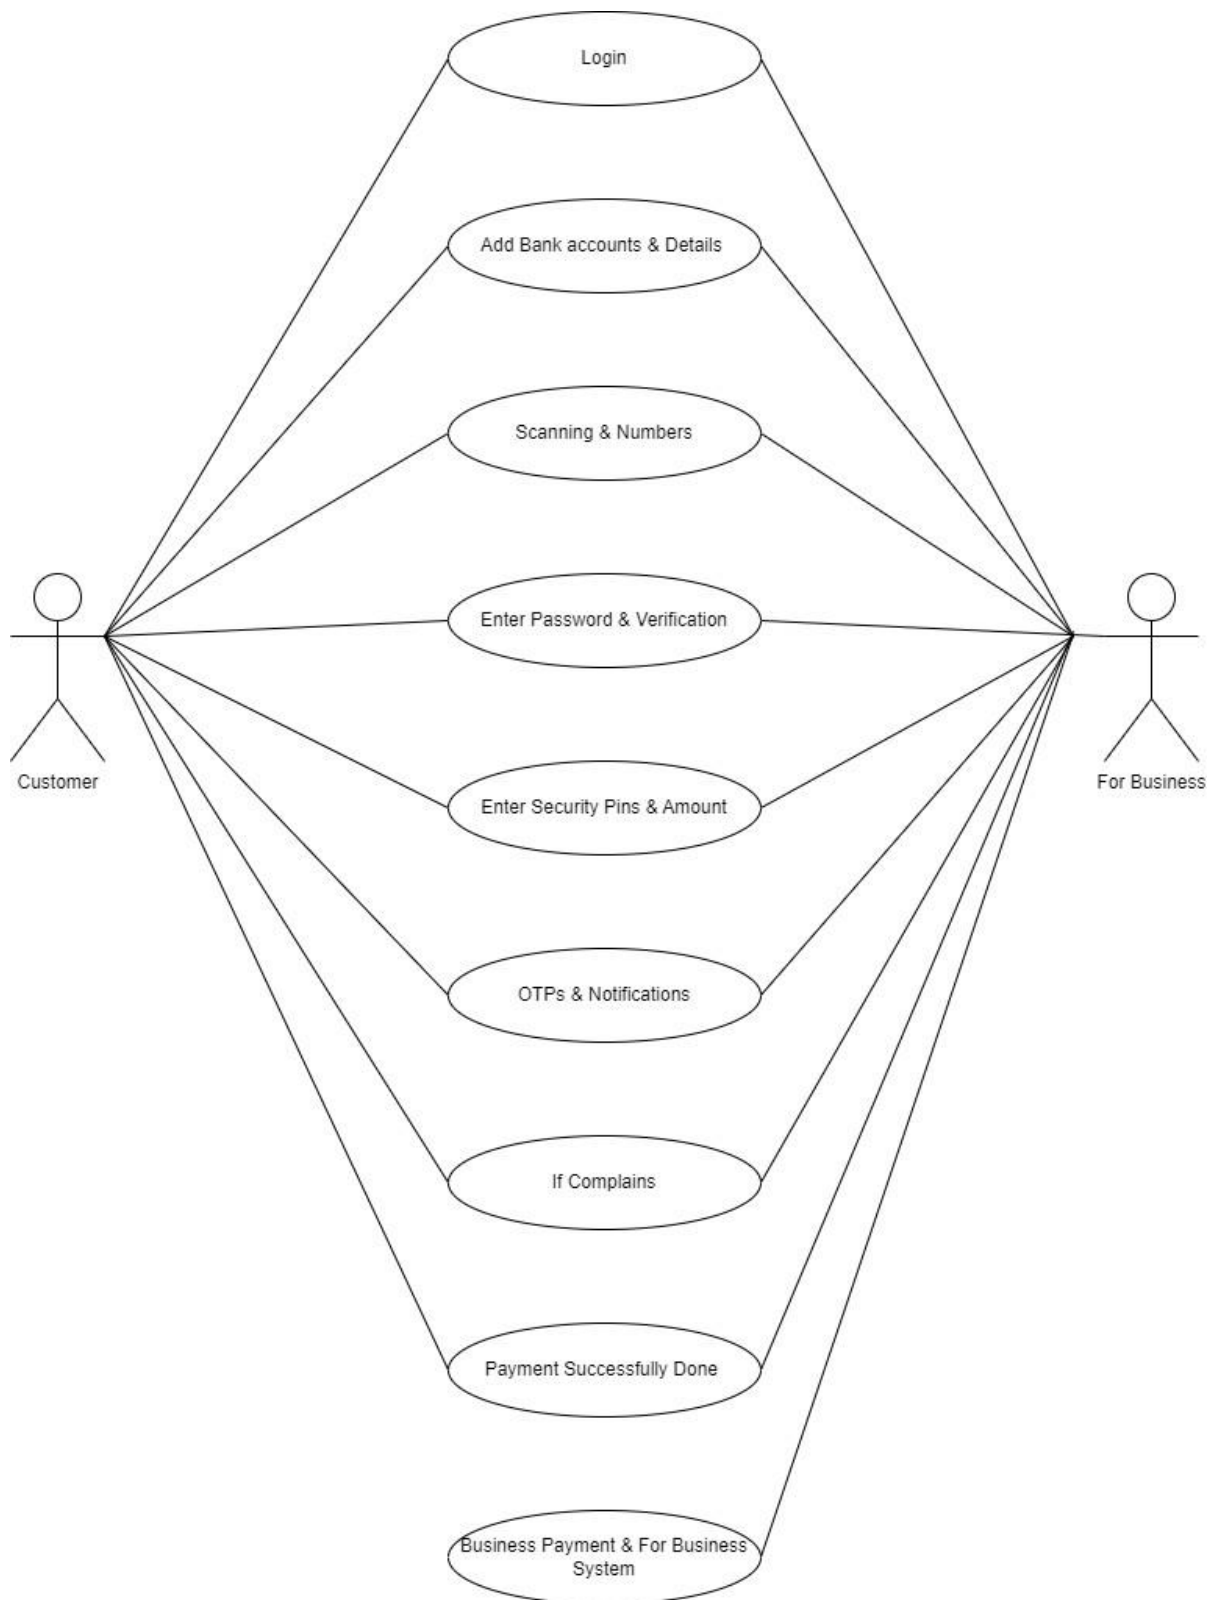 Login
Add Bank accounts & Details
Scanning & Numbers
Enter Password & Verification
Customer
For Business
Enter Security Pins & Amount
OTPs & Notifications
If Complains
Payment Successfully Done
Business Payment & For Business
System